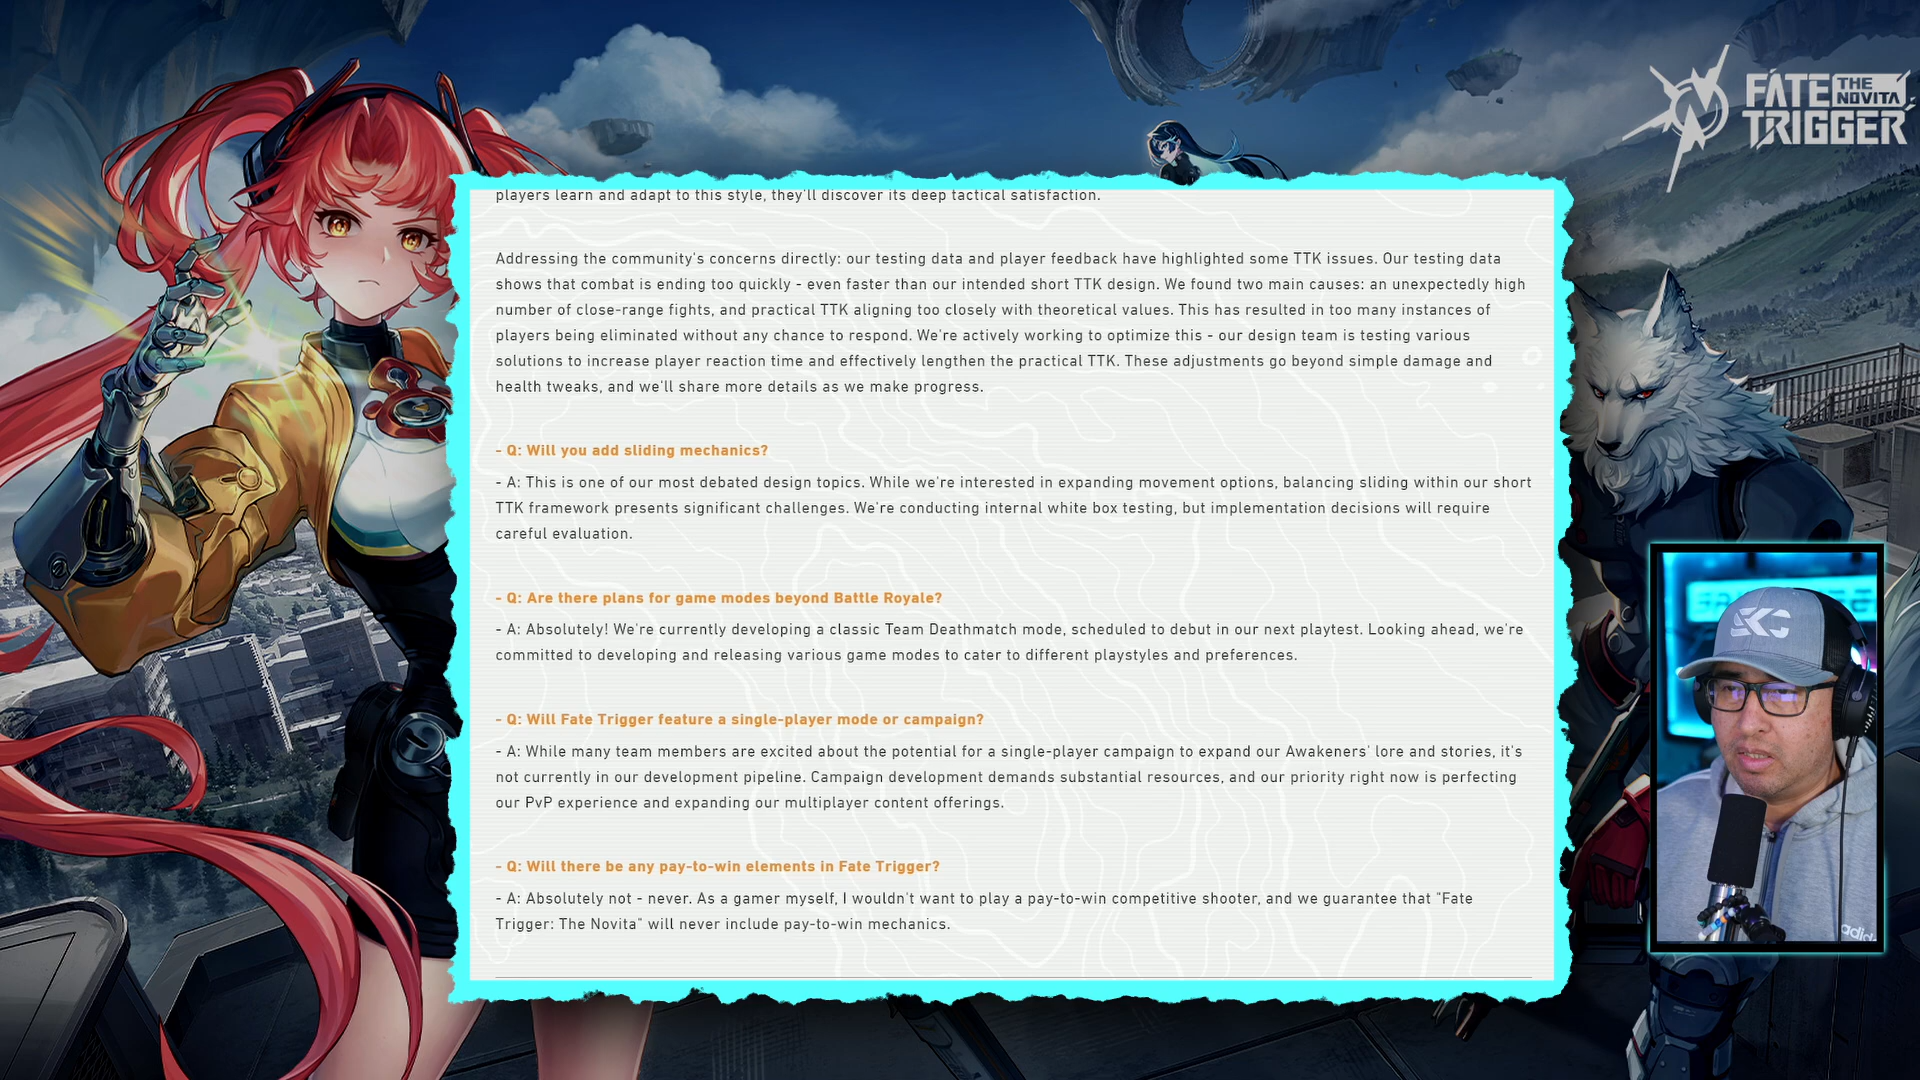 FATE THE NOVITA TRIGGER
players learn and adapt to this style, they'll discover its deep tactical satisfaction.
Addressing the community's concerns directly: our testing data and player feedback have highlighted some TTK issues. Our testing data
shows that combat is ending too quickly - even faster than our intended short TTK design. We found two main causes: an unexpectedly high
number of close-range fights, and practical TTK aligning too closely with theoretical values. This has resulted in too many instances of
players being eliminated without any chance to respond. We're actively working to optimize this - our design team is testing various
solutions to increase player reaction time and effectively lengthen the practical TTK. These adjustments go beyond simple damage and
health tweaks, and we'll share more details as we make progress.
- Q: Will you add sliding mechanics?
- A: This is one of our most debated design topics. While we're interested in expanding movement options, balancing sliding within our short
TTK framework presents significant challenges. We're conducting internal white box testing, but implementation decisions will require
careful evaluation.
- Q: Are there plans for game modes beyond Battle Royale?
- A: Absolutely! We're currently developing a classic Team Deathmatch mode, scheduled to debut in our next playtest. Looking ahead, we're
committed to developing and releasing various game modes to cater to different playstyles and preferences.
- Q: Will Fate Trigger feature a single-player mode or campaign?
- A: While many team members are excited about the potential for a single-player campaign to expand our Awakeners' lore and stories, it's
not currently in our development pipeline. Campaign development demands substantial resources, and our priority right now is perfecting
our PvP experience and expanding our multiplayer content offerings.
- Q: Will there be any pay-to-win elements in Fate Trigger?
- A: Absolutely not - never. As a gamer myself, I wouldn't want to play a pay-to-win competitive shooter, and we guarantee that "Fate
Trigger: The Novita" will never include pay-to-win mechanics.
SKG
adid